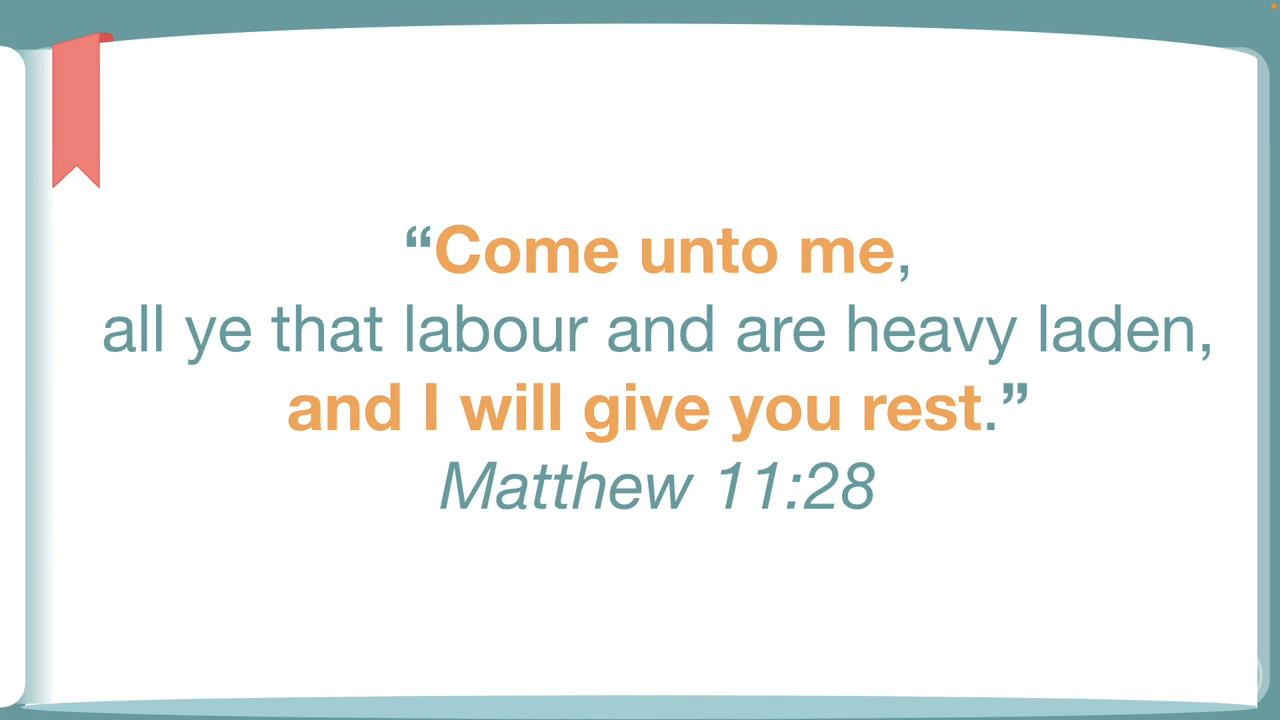 “Come unto me,
all ye that labour and are heavy laden,
and I will give you rest.”
Matthew 11:28